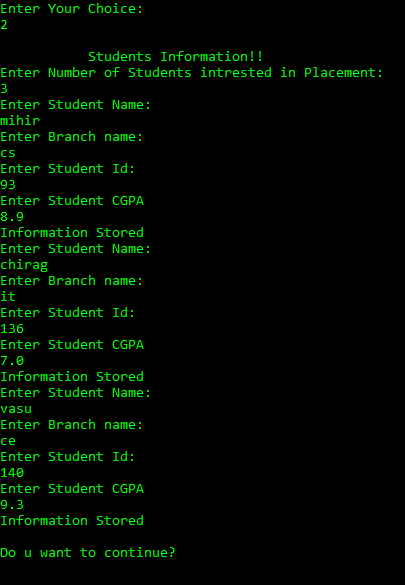 Enter Your Choice:
2
Students Information!!
Enter Number of Students intrested in Placement:
3
Enter Student Name:
mihir
Enter Branch name:
cs
Enter Student Id:
93
Enter Student CGPA
8.9
Information Stored
Enter Student Name:
chirag
Enter Branch name:
it
Enter Student Id:
136
Enter Student CGPA
7.0
Information Stored
Enter Student Name:
vasu
Enter Branch name:
ce
Enter Student Id:
140
Enter Student CGPA
9.3
Information Stored
Do u want to continue?